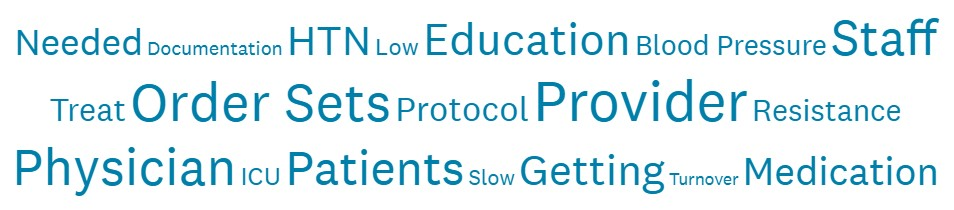 Needed Documentation HTN Low Education Blood Pressure Staff
Treat Order Sets Protocol Provider Resistance
Physician ICU Patients Slow Getting Turnover Medication